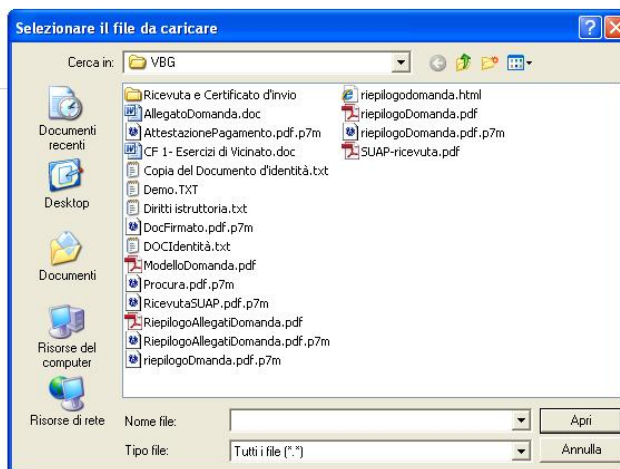 Selezionare il file da caricare
Cerca in:
VBG
Documenti
recenti
Desktop
Documenti
Risorse del
computer
Risorse di rete
Ricevuta e Certificato d'invio
AllegatoDomanda.doc
AttestazionePagamento.pdf.p7m
CF 1- Esercizi di Vicinato.doc
Copia del Documento d'identità.txt
Demo.TXT
Diritti istruttoria.txt
DocFirmato.pdf.p7m
DOCIdentità.txt
ModelloDomanda.pdf
Procura.pdf.p7m
RicevutaSUAP.pdf.p7m
RiepilogoAllegatiDomanda.pdf
RiepilogoAllegatiDomanda.pdf.p7m
riepilogoDmanda.pdf.p7m
riepilogodomanda.html
riepilogoDomanda.pdf
riepilogoDomanda.pdf.p7m
SUAP-ricevuta.pdf
Nome file:
Apri
Tipo file:
Tutti i file (*.*)
Annulla